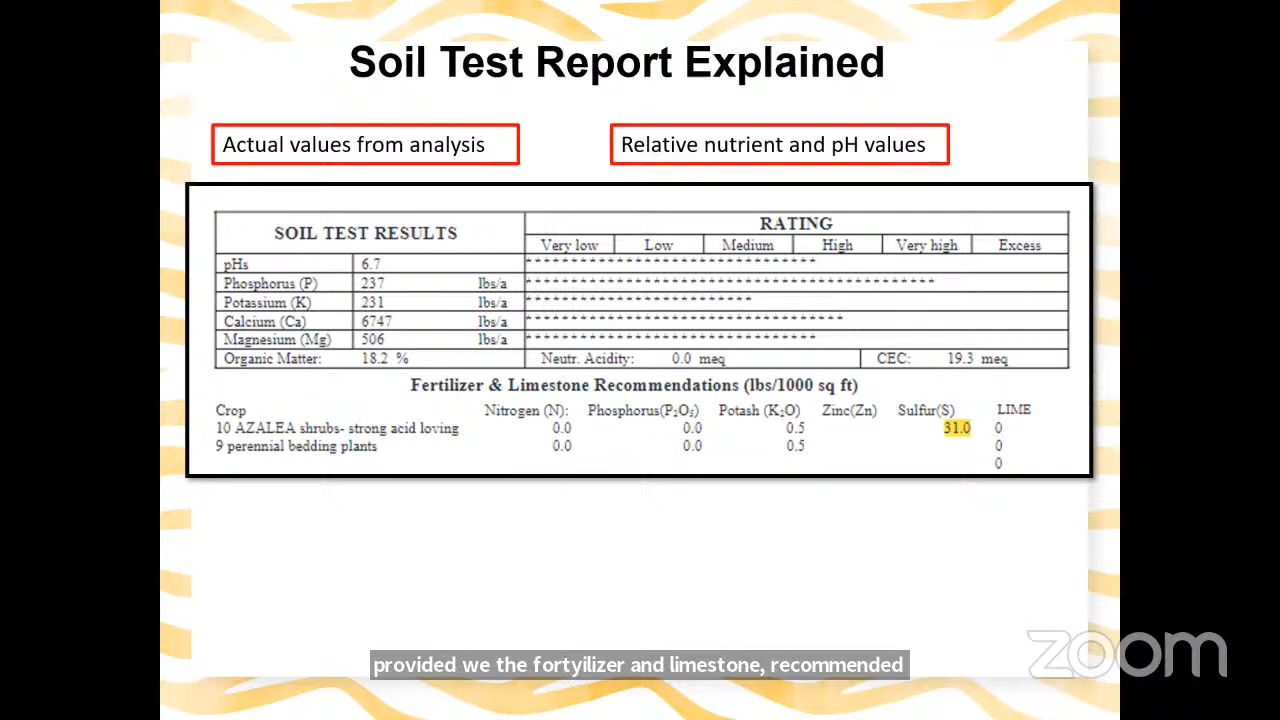 Soil Test Report Explained
Actual values from analysis
Relative nutrient and pH values
SOIL TEST RESULTS
RATING
Very low Low Medium High Very high Excess
pHs 6.7 *********************************
Phosphorus (P) 237 lbs/a **********************************************
Potassium (K) 231 lbs/a **************************
Calcium (Ca) 6747 lbs/a ************************************
Magnesium (Mg) 506 lbs/a *********************************
Organic Matter: 18.2 % Neutr. Acidity: 0.0 meq CEC: 19.3 meq
Fertilizer & Limestone Recommendations (lbs/1000 sq ft)
Crop Nitrogen (N): Phosphorus(P₂O₅) Potash (K₂O) Zinc(Zn) Sulfur(S) LIME
10 AZALEA shrubs- strong acid loving 0.0 0.0 0.5 31.0 0
9 perennial bedding plants 0.0 0.0 0.5 0
0
provided we the fortyilizer and limestone, recommended
zoom